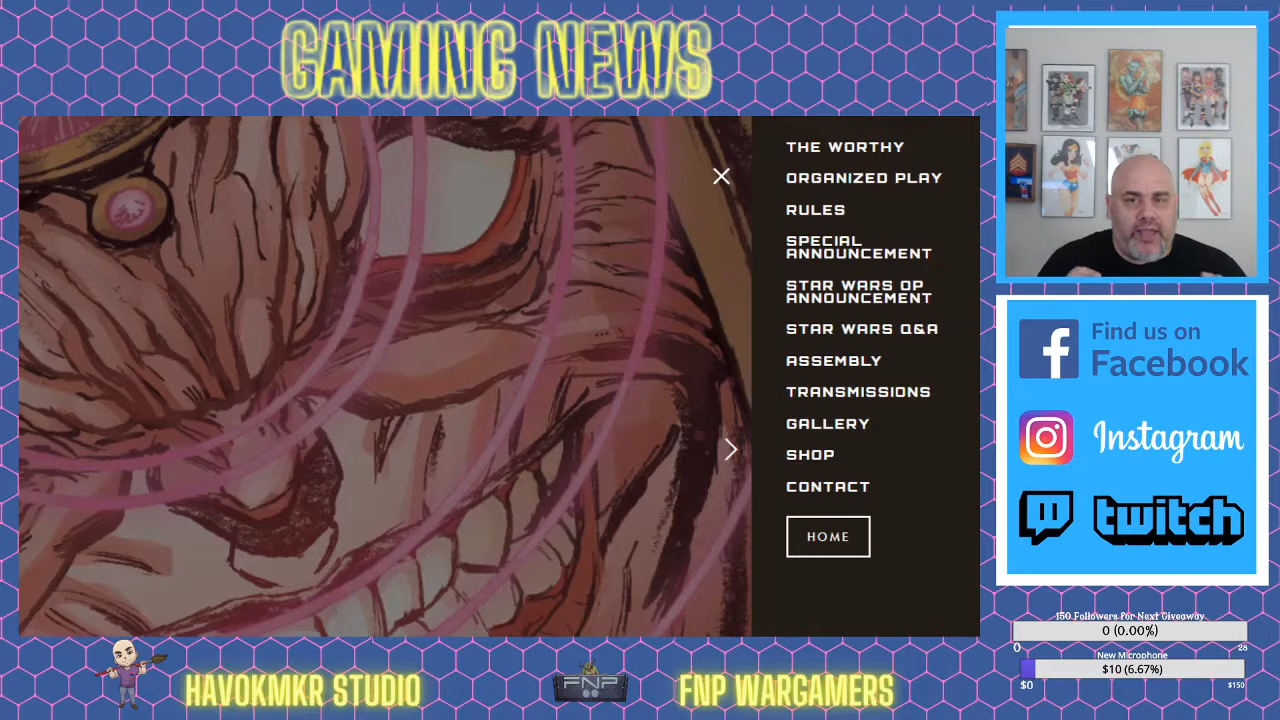 GAMING NEWS
THE WORTHY
ORGANIZED PLAY
RULES
SPECIAL
ANNOUNCEMENT
STAR WARS OP
ANNOUNCEMENT
STAR WARS Q&A
ASSEMBLY
TRANSMISSIONS
GALLERY
SHOP
CONTACT
HOME
Find us on
Facebook
Instagram
twitch
150 Followers For Next Giveaway
0 (0.00%)
0
28
New Microphone
$10 (6.67%)
$0
$150
HAVOKMKR STUDIO
FNP
FNP WARGAMERS